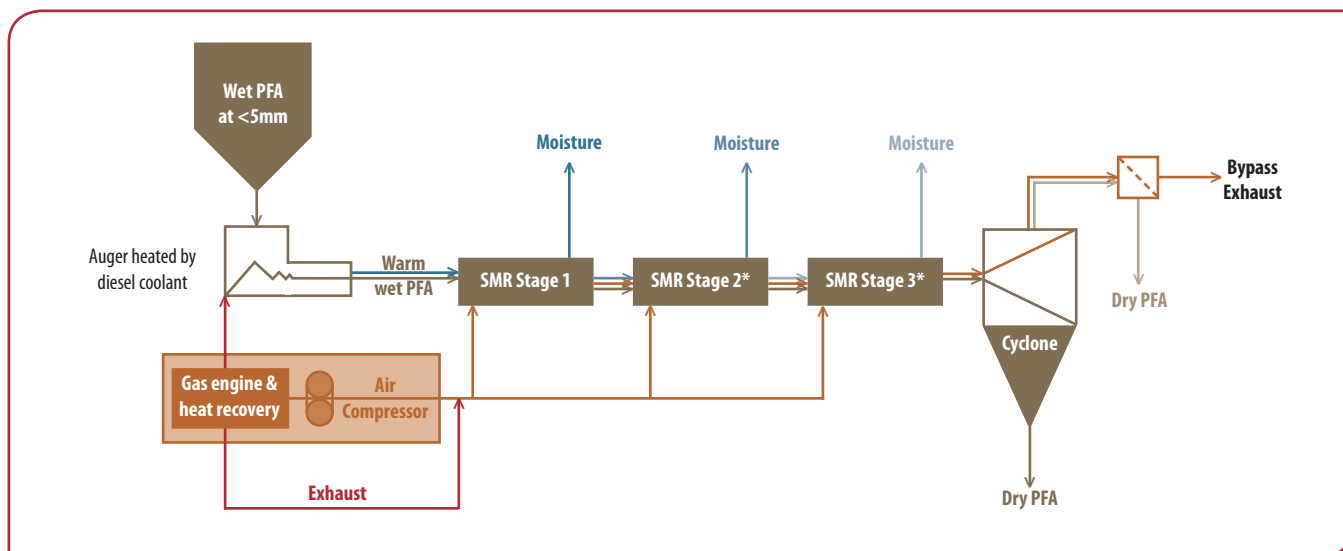 Wet PFA
at <5mm
Moisture
Moisture
Moisture
Bypass
Exhaust
Auger heated by
diesel coolant
Warm
wet PFA
SMR Stage 1
SMR Stage 2*
SMR Stage 3*
Dry PFA
Cyclone
Gas engine &
heat recovery
Air
Compressor
Exhaust
Dry PFA